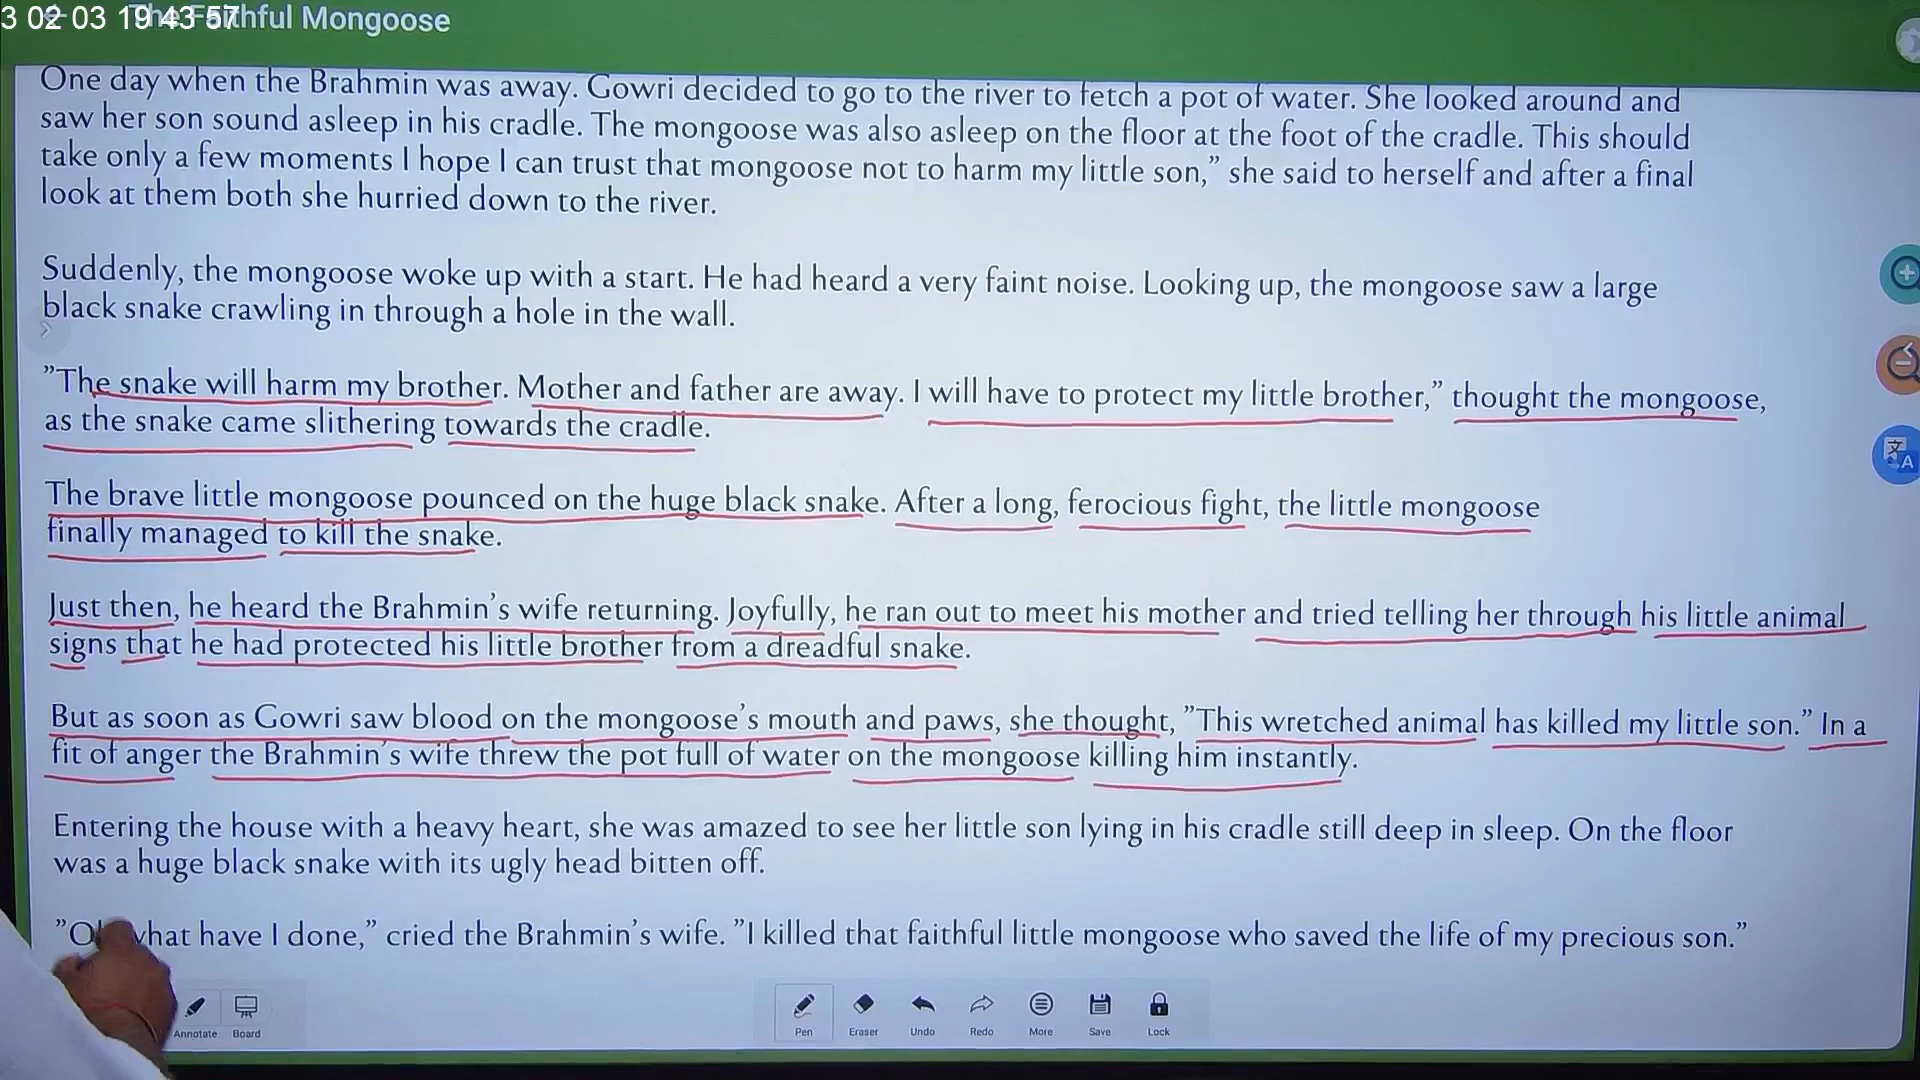 3 02 03 19 43 57
The Faithful Mongoose
One day when the Brahmin was away. Gowri decided to go to the river to fetch a pot of water. She looked around and
saw her son sound asleep in his cradle. The mongoose was also asleep on the floor at the foot of the cradle. This should
take only a few moments I hope I can trust that mongoose not to harm my little son,” she said to herself and after a final
look at them both she hurried down to the river.
Suddenly, the mongoose woke up with a start. He had heard a very faint noise. Looking up, the mongoose saw a large
black snake crawling in through a hole in the wall.
”The snake will harm my brother. Mother and father are away. I will have to protect my little brother,” thought the mongoose,
as the snake came slithering towards the cradle.
The brave little mongoose pounced on the huge black snake. After a long, ferocious fight, the little mongoose
finally managed to kill the snake.
Just then, he heard the Brahmin’s wife returning. Joyfully, he ran out to meet his mother and tried telling her through his little animal
signs that he had protected his little brother from a dreadful snake.
But as soon as Gowri saw blood on the mongoose’s mouth and paws, she thought, ”This wretched animal has killed my little son.” In a
fit of anger the Brahmin’s wife threw the pot full of water on the mongoose killing him instantly.
Entering the house with a heavy heart, she was amazed to see her little son lying in his cradle still deep in sleep. On the floor
was a huge black snake with its ugly head bitten off.
what have I done,” cried the Brahmin’s wife. ”I killed that faithful little mongoose who saved the life of my precious son.”
Annotate Board Pen Eraser Undo Redo More Save Lock
文A